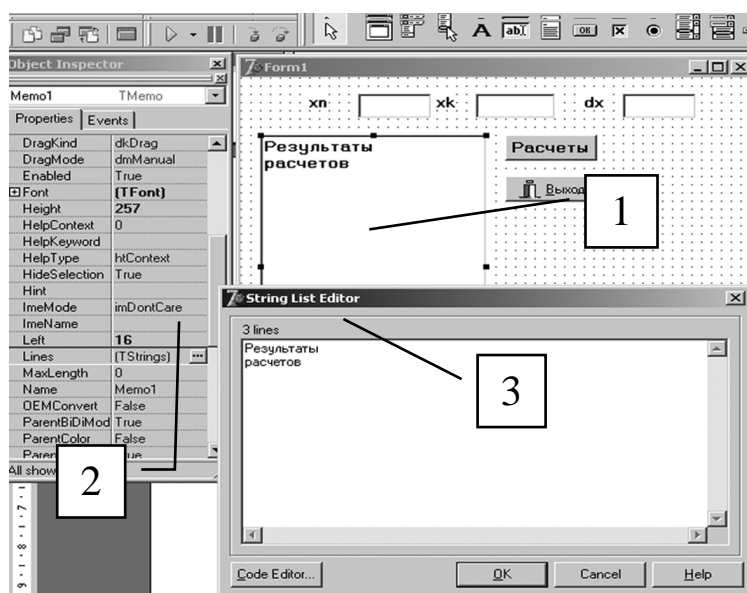 Object Inspector
Memo1 TMemo
Properties Events
DragKind dkDrag
DragMode dmManual
Enabled True
Font (TFont)
Height 257
HelpContext 0
HelpKeyword
HelpType htContext
HideSelection True
Hint
ImeMode imDontCare
ImeName
Left 16
Lines (TStrings) ...
MaxLength 0
Name Memo1
OEMConvert False
ParentBiDiMod True
ParentColor False
All show
2
Form1
xn xk dx
Результаты
расчетов
Расчеты
Выход
1
String List Editor
3 lines
Результаты
расчетов
3
Code Editor... OK Cancel Help